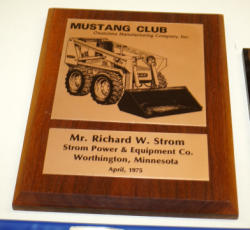 MUSTANG CLUB
Owatonna Manufacturing Company, Inc.
Mr. Richard W. Strom
Strom Power & Equipment Co.
Worthington, Minnesota
April, 1975